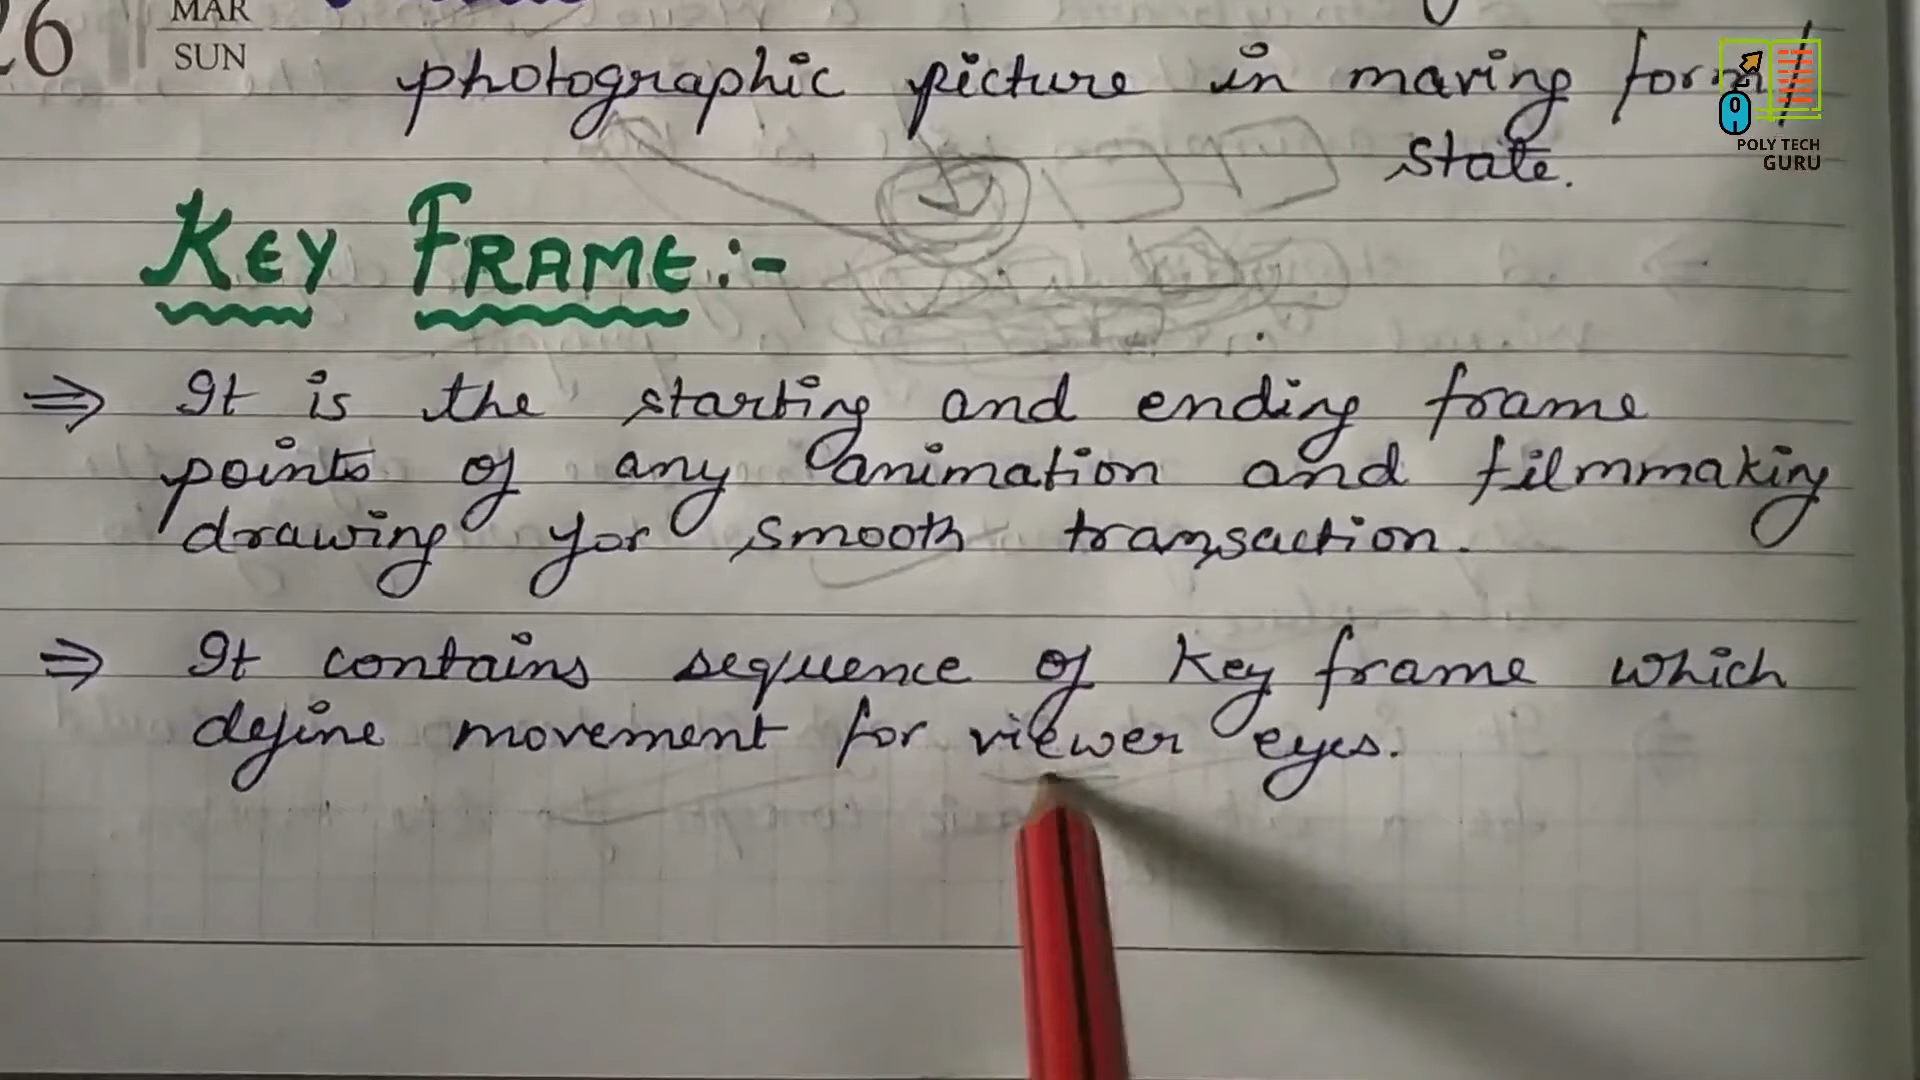 26 MAR
SUN
photographic picture in moving form/
state.
POLY TECH
GURU
KEY FRAME:-
⇒ It is the starting and ending frame
points of any animation and filmmaking
drawing for smooth transaction.
⇒ It contains sequence of Key frame which
define movement for viewer eyes.